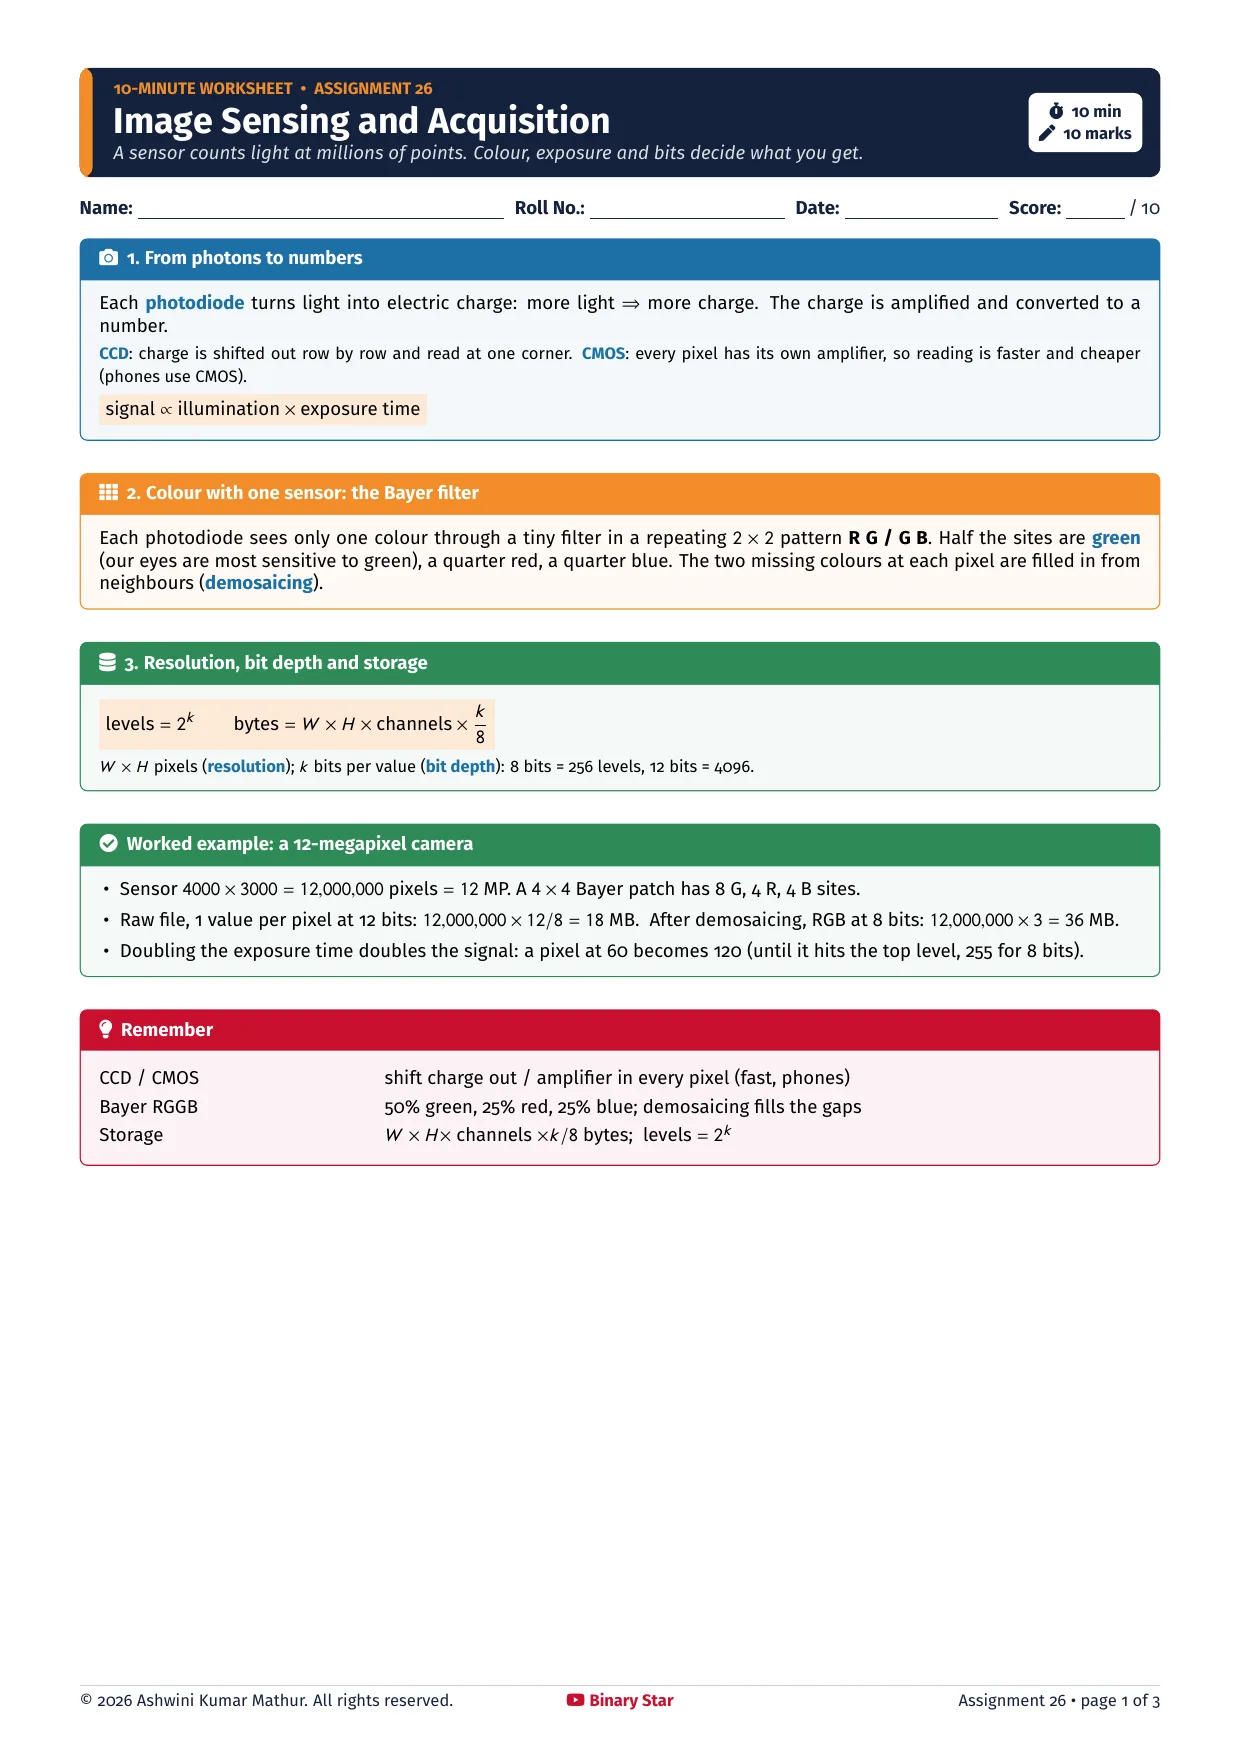 10-MINUTE WORKSHEET • ASSIGNMENT 26
Image Sensing and Acquisition
A sensor counts light at millions of points. Colour, exposure and bits decide what you get.
10 min
10 marks
Name: Roll No.: Date: Score: / 10
1. From photons to numbers
Each photodiode turns light into electric charge: more light ⇒ more charge. The charge is amplified and converted to a
number.
CCD: charge is shifted out row by row and read at one corner. CMOS: every pixel has its own amplifier, so reading is faster and cheaper
(phones use CMOS).
signal ∝ illumination × exposure time
2. Colour with one sensor: the Bayer filter
Each photodiode sees only one colour through a tiny filter in a repeating 2 × 2 pattern R G / G B. Half the sites are green
(our eyes are most sensitive to green), a quarter red, a quarter blue. The two missing colours at each pixel are filled in from
neighbours (demosaicing).
3. Resolution, bit depth and storage
levels = 2^k bytes = W × H × channels × k/8
W × H pixels (resolution); k bits per value (bit depth): 8 bits = 256 levels, 12 bits = 4096.
Worked example: a 12-megapixel camera
• Sensor 4000 × 3000 = 12,000,000 pixels = 12 MP. A 4 × 4 Bayer patch has 8 G, 4 R, 4 B sites.
• Raw file, 1 value per pixel at 12 bits: 12,000,000 × 12/8 = 18 MB. After demosaicing, RGB at 8 bits: 12,000,000 × 3 = 36 MB.
• Doubling the exposure time doubles the signal: a pixel at 60 becomes 120 (until it hits the top level, 255 for 8 bits).
Remember
CCD / CMOS shift charge out / amplifier in every pixel (fast, phones)
Bayer RGGB 50% green, 25% red, 25% blue; demosaicing fills the gaps
Storage W × H× channels ×k/8 bytes; levels = 2^k
© 2026 Ashwini Kumar Mathur. All rights reserved. Binary Star Assignment 26 • page 1 of 3